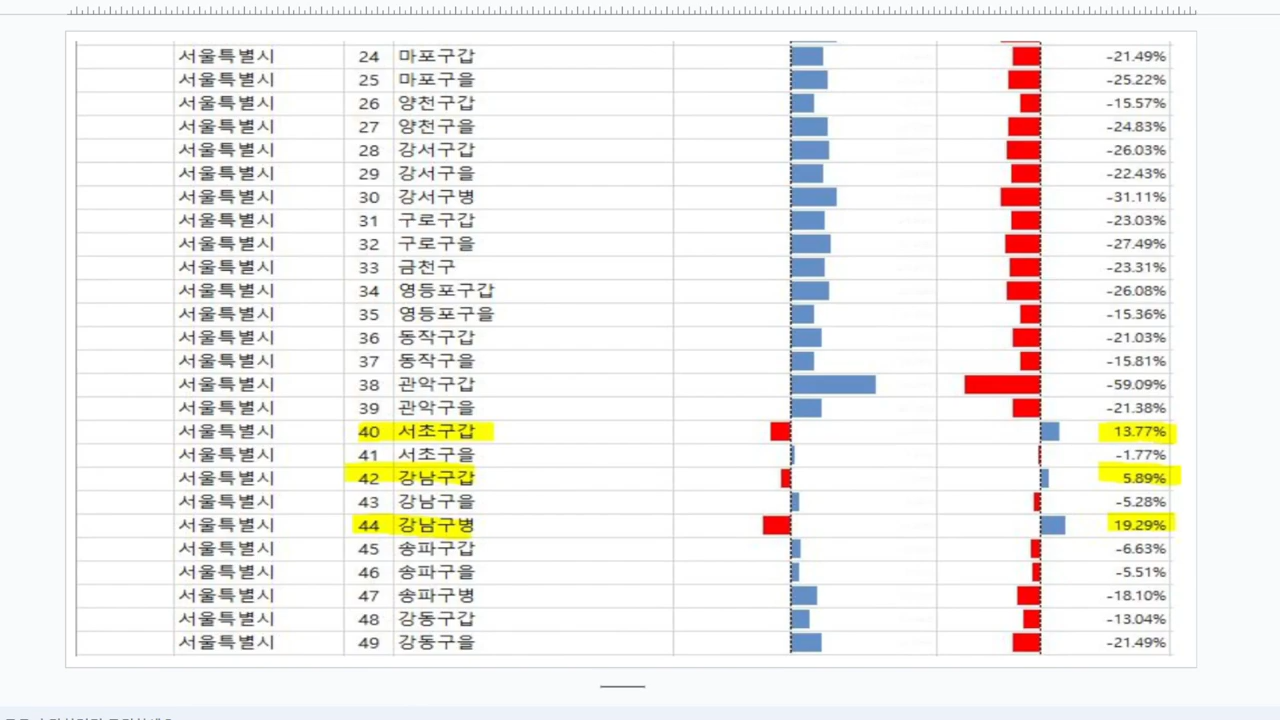 서울특별시 24 마포구갑 -21.49%
서울특별시 25 마포구을 -25.22%
서울특별시 26 양천구갑 -15.57%
서울특별시 27 양천구을 -24.83%
서울특별시 28 강서구갑 -26.03%
서울특별시 29 강서구을 -22.43%
서울특별시 30 강서구병 -31.11%
서울특별시 31 구로구갑 -23.03%
서울특별시 32 구로구을 -27.49%
서울특별시 33 금천구 -23.31%
서울특별시 34 영등포구갑 -26.08%
서울특별시 35 영등포구을 -15.36%
서울특별시 36 동작구갑 -21.03%
서울특별시 37 동작구을 -15.81%
서울특별시 38 관악구갑 -59.09%
서울특별시 39 관악구을 -21.38%
서울특별시 40 서초구갑 13.77%
서울특별시 41 서초구을 -1.77%
서울특별시 42 강남구갑 5.89%
서울특별시 43 강남구을 -5.28%
서울특별시 44 강남구병 19.29%
서울특별시 45 송파구갑 -6.63%
서울특별시 46 송파구을 -5.51%
서울특별시 47 송파구병 -18.10%
서울특별시 48 강동구갑 -13.04%
서울특별시 49 강동구을 -21.49%